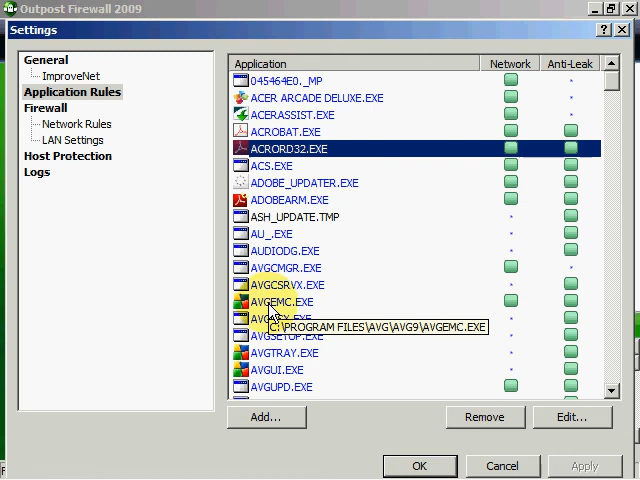 Outpost Firewall 2009
Settings
General
ImproveNet
Application Rules
Firewall
Network Rules
LAN Settings
Host Protection
Logs
Application Network Anti-Leak
045464E0._MP
ACER ARCADE DELUXE.EXE
ACERASSIST.EXE
ACROBAT.EXE
ACRORD32.EXE
ACS.EXE
ADOBE_UPDATER.EXE
ADOBEARM.EXE
ASH_UPDATE.TMP
AU_.EXE
AUDIODG.EXE
AVGCMGR.EXE
AVGCSRVX.EXE
AVGEMC.EXE
C:\PROGRAM FILES\AVG\AVG9\AVGEMC.EXE
AVGSETUP.EXE
AVGTRAY.EXE
AVGUI.EXE
AVGUPD.EXE
Add... Remove Edit...
OK Cancel Apply